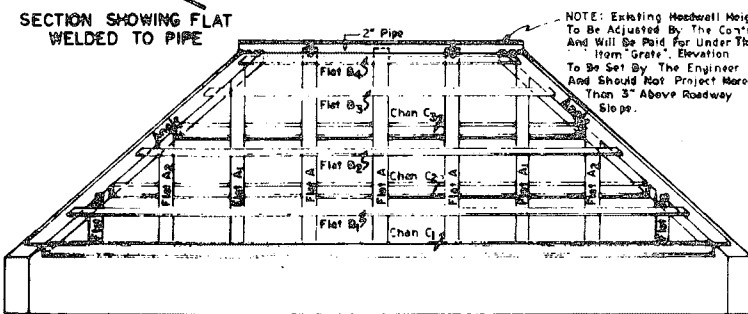 SECTION SHOWING FLAT
WELDED TO PIPE
2" Pipe
NOTE: Existing Headwall
To Be Adjusted By The
And Will Be Paid For Under
Item "Grate". Elevation
To Be Set By The Engineer
And Should Not Project More
Than 3" Above Roadway
Slope.
Flat B4
Flat B3
Chan C3
Angle
Flat A2
Flat A1
Flat A
Flat B2
Flat A
Chan C2
Flat A
Flat A1
Flat A2
Flat
Flat B1
Chan C1
Flat